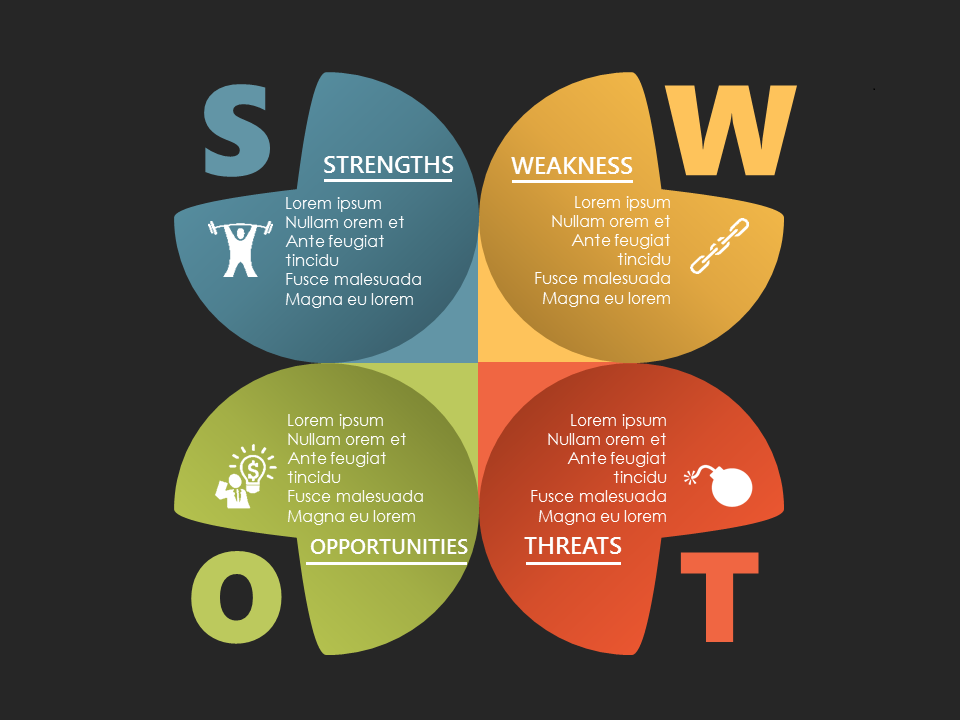 S
STRENGTHS
Lorem ipsum
Nullam orem et
Ante feugiat
tincidu
Fusce malesuada
Magna eu lorem
W
WEAKNESS
Lorem ipsum
Nullam orem et
Ante feugiat
tincidu
Fusce malesuada
Magna eu lorem
O
Lorem ipsum
Nullam orem et
Ante feugiat
tincidu
Fusce malesuada
Magna eu lorem
OPPORTUNITIES
T
Lorem ipsum
Nullam orem et
Ante feugiat
tincidu
Fusce malesuada
Magna eu lorem
THREATS
$